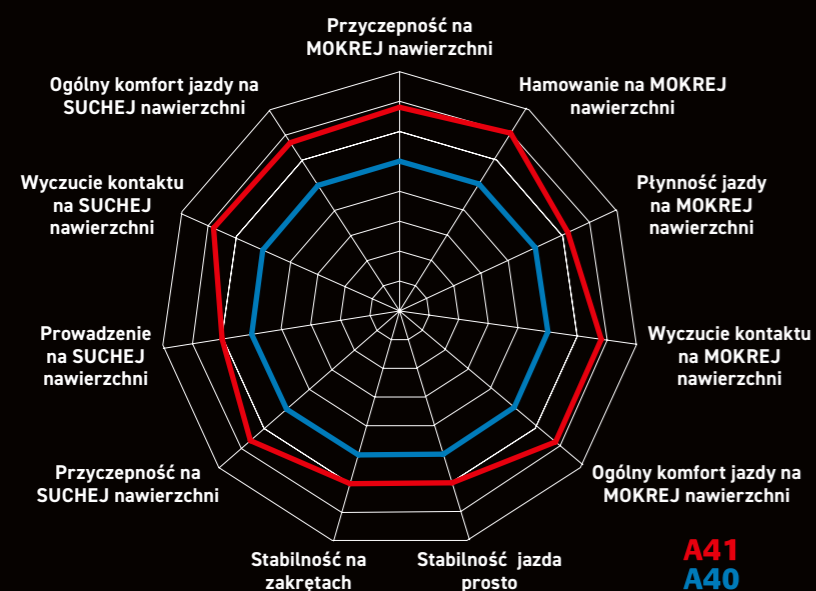 Przyczepność na
MOKREJ nawierzchni
Hamowanie na MOKREJ
nawierzchni
Płynność jazdy
na MOKREJ
nawierzchni
Wyczucie kontaktu
na MOKREJ
nawierzchni
Ogólny komfort jazdy na
MOKREJ nawierzchni
Stabilność jazda
prosto
Stabilność na
zakrętach
Przyczepność na
SUCHEJ nawierzchni
Prowadzenie
na SUCHEJ
nawierzchni
Wyczucie kontaktu
na SUCHEJ
nawierzchni
Ogólny komfort jazdy na
SUCHEJ nawierzchni
A41
A40